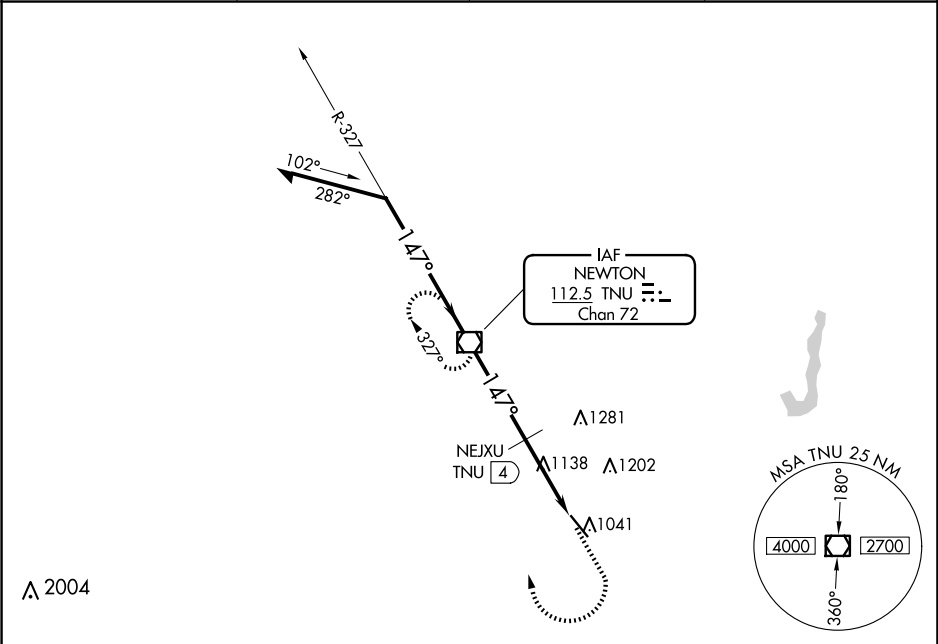 R-327
102°
282°
147°
IAF
NEWTON
112.5 TNU
Chan 72
327°
147°
1281
NEJXU
TNU 4
1138
1202
1041
2004
MSA TNU 25 NM
180°
4000
2700
360°